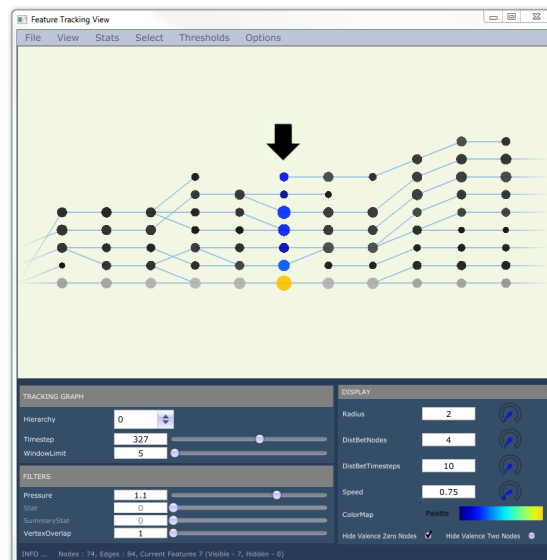 Feature Tracking View
File View Stats Select Thresholds Options
TRACKING GRAPH
Hierarchy 0
Timestep 327
WindowLimit 5
FILTERS
Pressure 1.1
Stat 0
SummaryStat 0
VertexOverlap 1
DISPLAY
Radius 2
DistBetNodes 4
DistBetTimesteps 10
Speed 0.75
ColorMap Palette
Hide Valence Zero Nodes Hide Valence Two Nodes
INFO ... Nodes : 74, Edges : 84, Current Features 7 (Visible - 7, Hidden - 0)